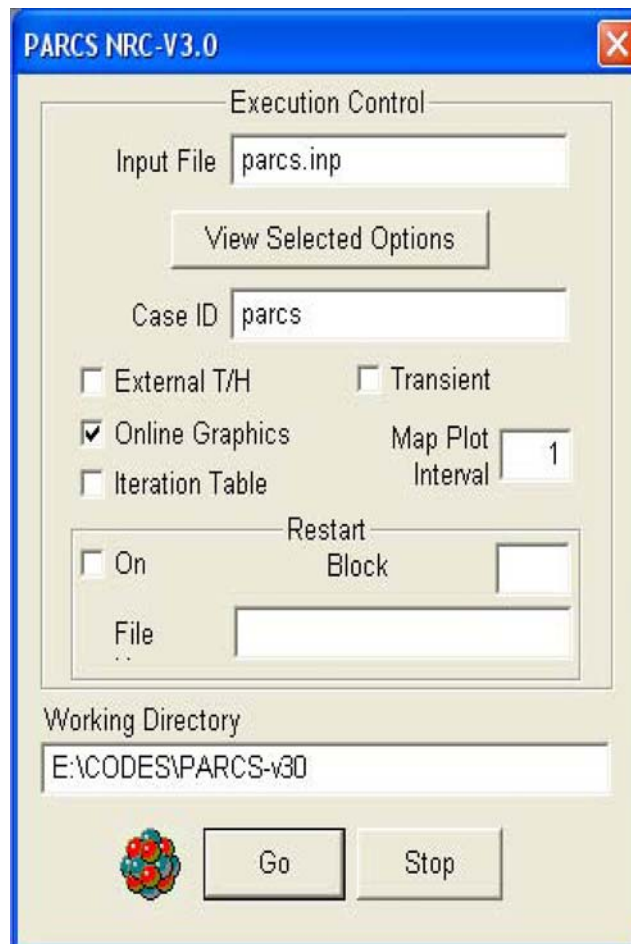 PARCS NRC-V3.0
Execution Control
Input File parcs.inp
View Selected Options
Case ID parcs
External T/H Transient
Online Graphics
Map Plot Interval 1
Iteration Table
Restart
On Block
File
Working Directory
E:\CODES\PARCS-v30
Go Stop